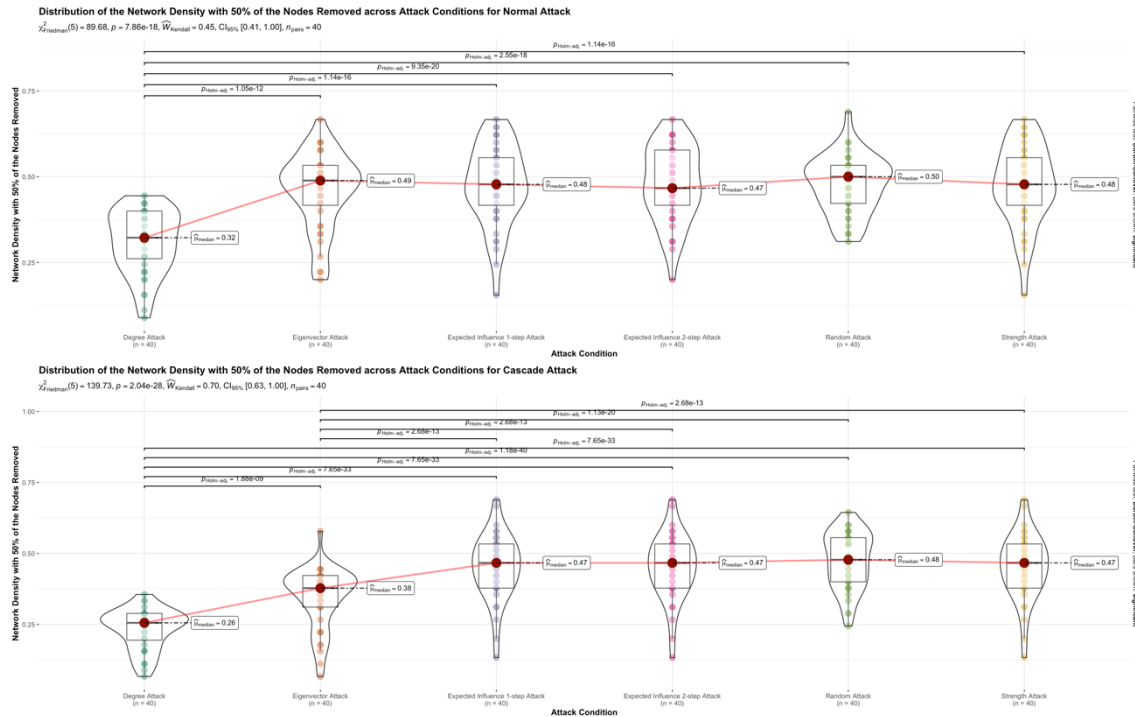 Distribution of the Network Density with 50% of the Nodes Removed across Attack Conditions for Normal Attack
χ²Friedman(5) = 89.68, p = 7.86e-18, ŴKendall = 0.45, CI95% [0.41, 1.00], npairs = 40
pHolm-adj. = 1.14e-16
pHolm-adj. = 2.55e-18
pHolm-adj. = 9.35e-20
pHolm-adj. = 1.14e-16
pHolm-adj. = 1.05e-12
Network Density with 50% of the Nodes Removed
0.75
0.50
0.25
μ̂median = 0.32
μ̂median = 0.49
μ̂median = 0.48
μ̂median = 0.47
μ̂median = 0.50
μ̂median = 0.48
Degree Attack
(n = 40)
Eigenvector Attack
(n = 40)
Expected Influence 1-step Attack
(n = 40)
Expected Influence 2-step Attack
(n = 40)
Random Attack
(n = 40)
Strength Attack
(n = 40)
Attack Condition
Distribution of the Network Density with 50% of the Nodes Removed across Attack Conditions for Cascade Attack
χ²Friedman(5) = 139.73, p = 2.04e-28, ŴKendall = 0.70, CI95% [0.63, 1.00], npairs = 40
pHolm-adj. = 2.68e-13
pHolm-adj. = 1.13e-20
pHolm-adj. = 2.68e-13
pHolm-adj. = 2.68e-13
pHolm-adj. = 7.65e-33
pHolm-adj. = 1.18e-40
pHolm-adj. = 7.65e-33
pHolm-adj. = 7.65e-33
pHolm-adj. = 1.88e-09
Network Density with 50% of the Nodes Removed
1.00
0.75
0.50
0.25
μ̂median = 0.26
μ̂median = 0.38
μ̂median = 0.47
μ̂median = 0.47
μ̂median = 0.48
μ̂median = 0.47
Degree Attack
(n = 40)
Eigenvector Attack
(n = 40)
Expected Influence 1-step Attack
(n = 40)
Expected Influence 2-step Attack
(n = 40)
Random Attack
(n = 40)
Strength Attack
(n = 40)
Attack Condition